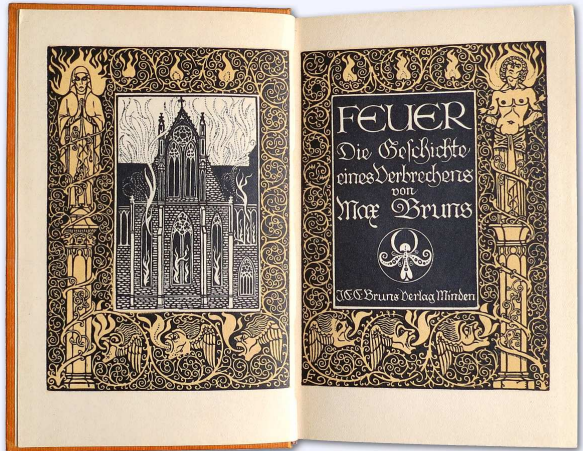 FEUER
Die Geschichte
eines Verbrechens
von
Max Bruns
J.C.C. Bruns Verlag Minden